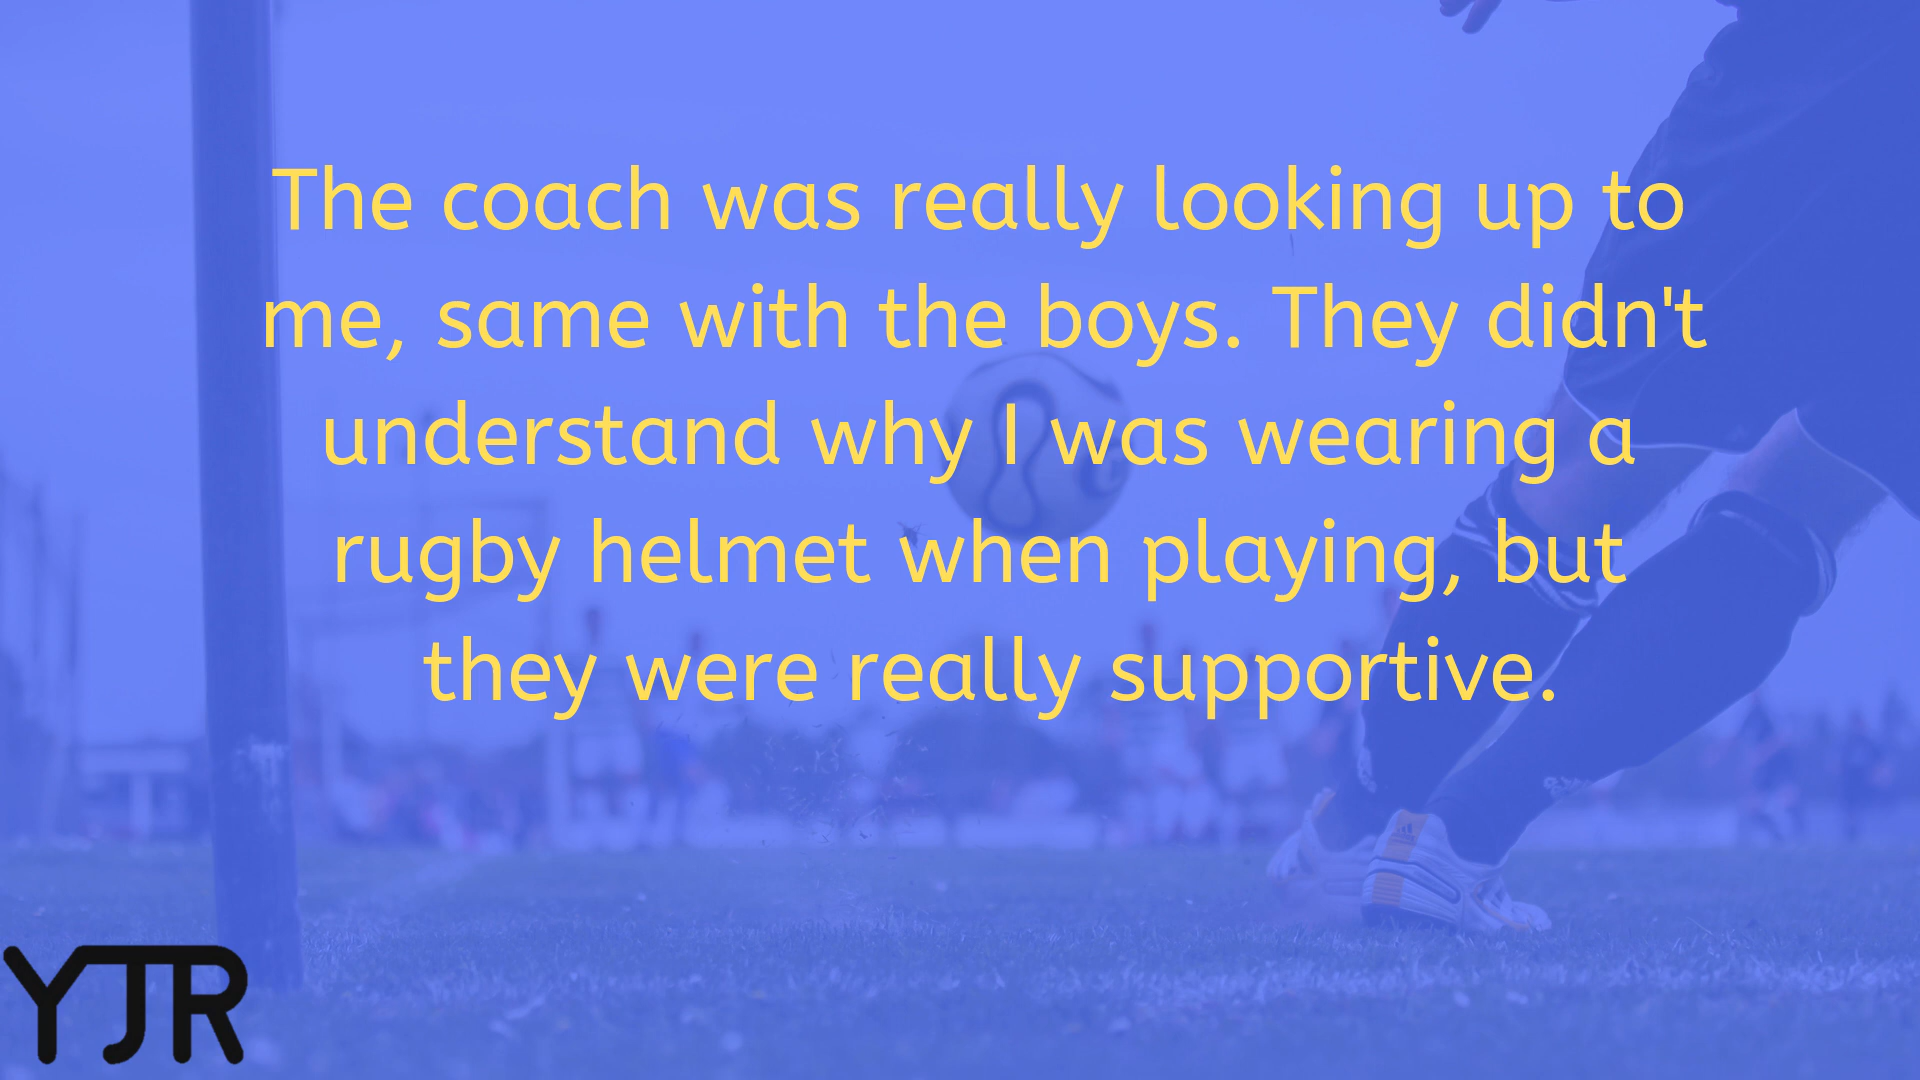 The coach was really looking up to
me, same with the boys. They didn't
understand why I was wearing a
rugby helmet when playing, but
they were really supportive.
YJR